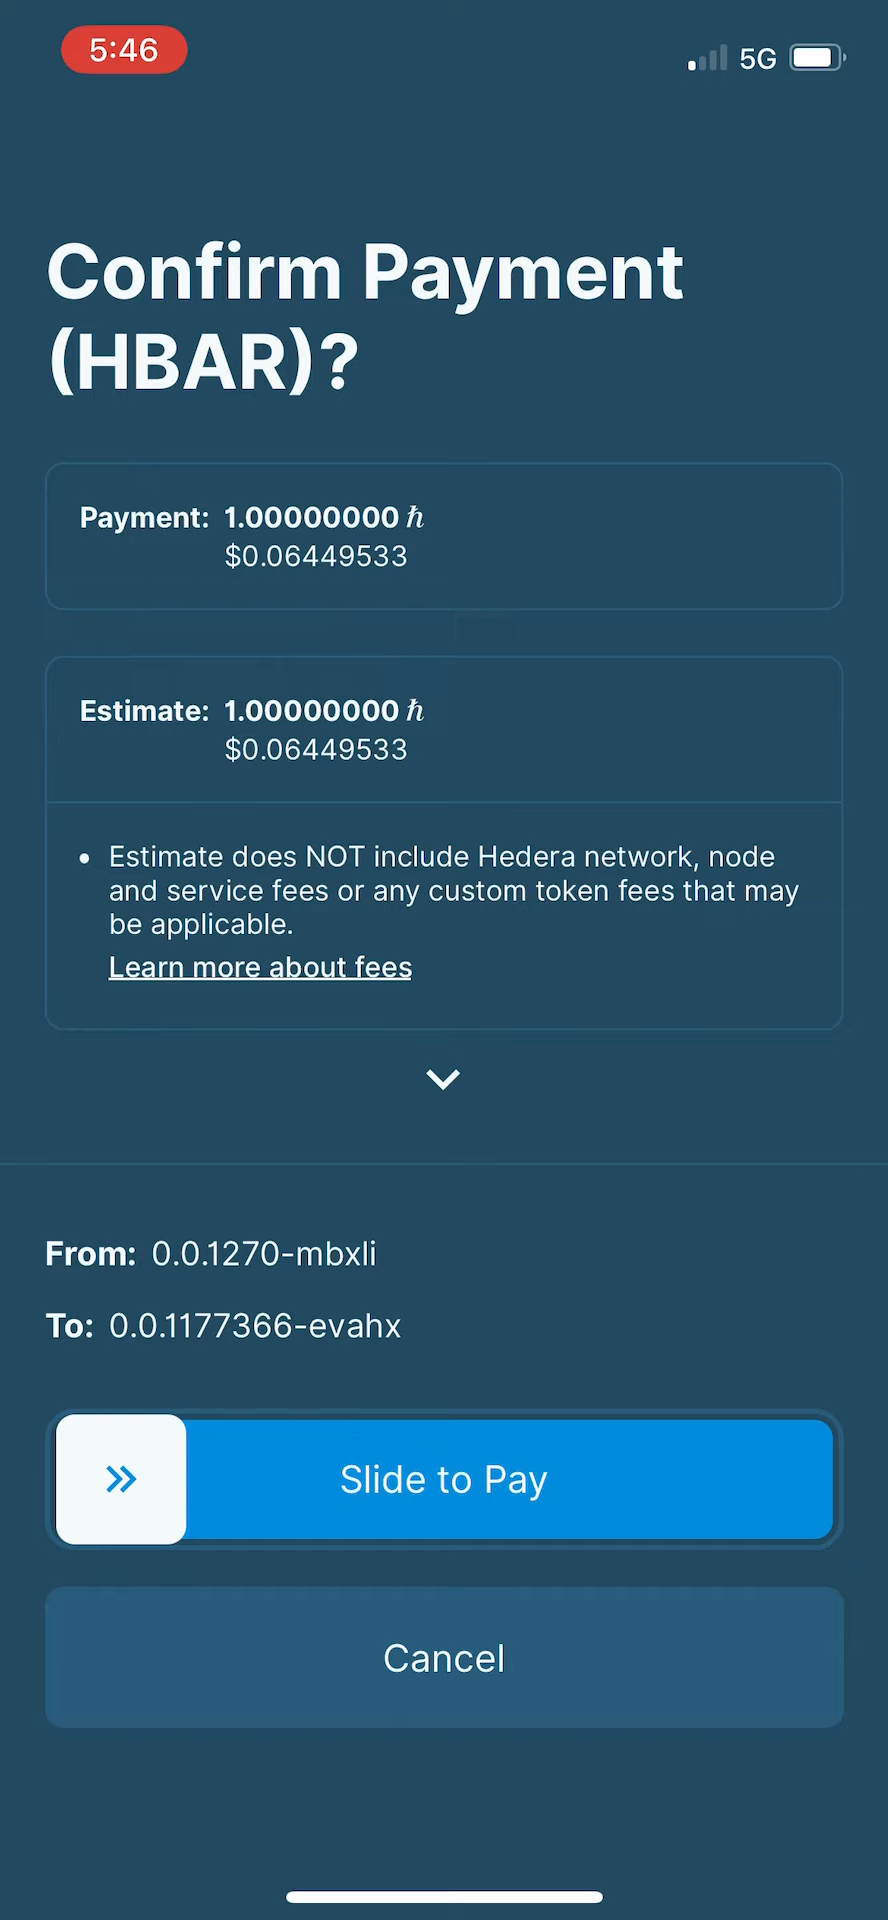 5:46
5G
Confirm Payment
(HBAR)?
Payment: 1.00000000 ℏ
$0.06449533
Estimate: 1.00000000 ℏ
$0.06449533
• Estimate does NOT include Hedera network, node
and service fees or any custom token fees that may
be applicable.
Learn more about fees
From: 0.0.1270-mbxli
To: 0.0.1177366-evahx
Slide to Pay
Cancel